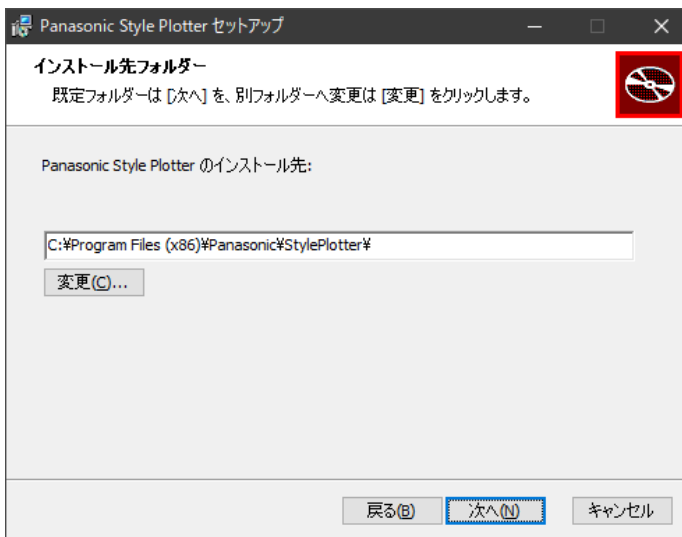 Panasonic Style Plotter セットアップ
インストール先フォルダー
既定フォルダーは [次へ] を、別フォルダーへ変更は [変更] をクリックします。
Panasonic Style Plotter のインストール先:
C:¥Program Files (x86)¥Panasonic¥StylePlotter¥
変更(C)...
戻る(B) 次へ(N) キャンセル